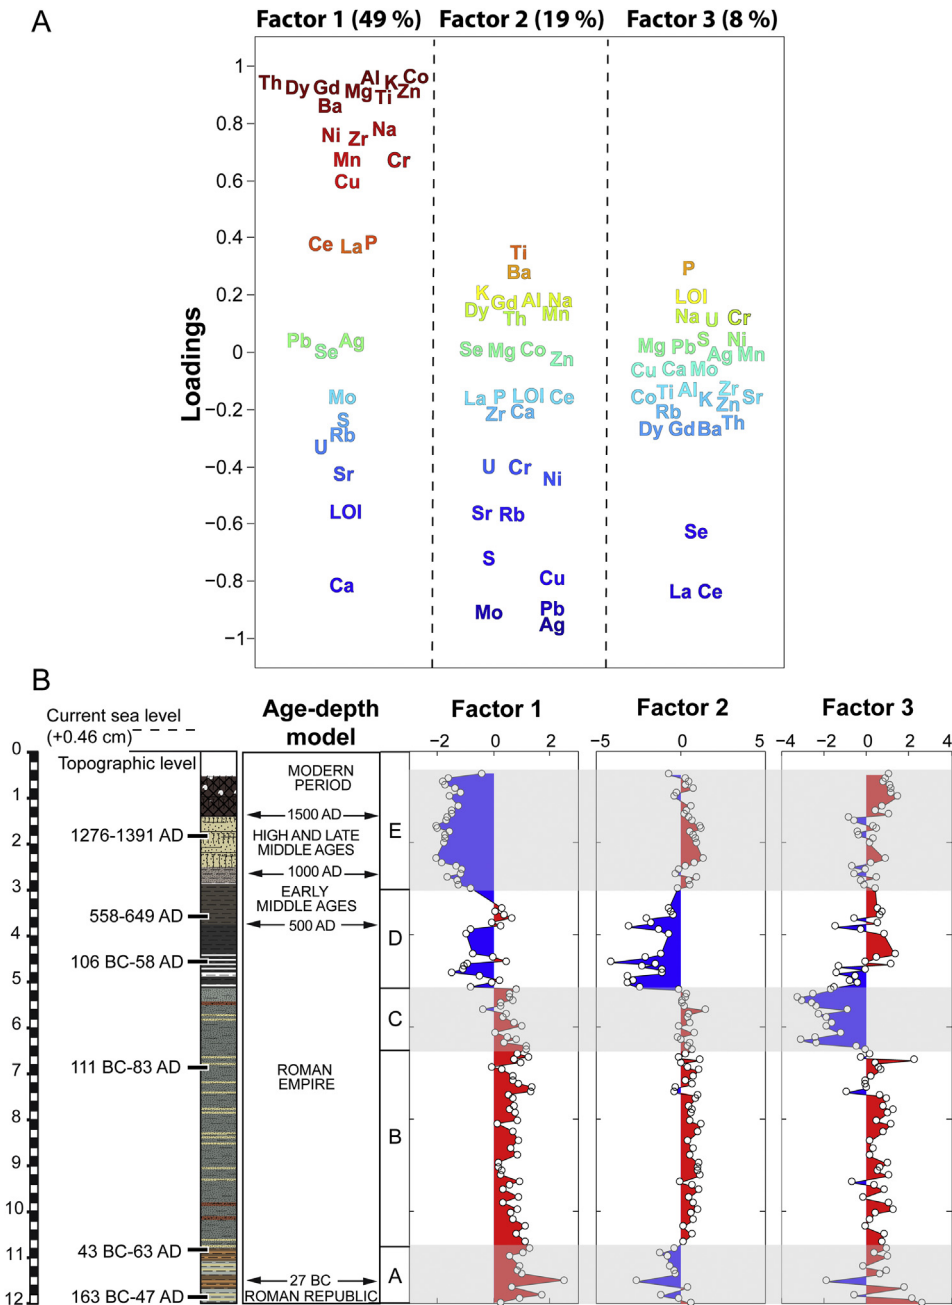 A
Factor 1 (49 %) Factor 2 (19 %) Factor 3 (8 %)
Loadings
1
0.8
0.6
0.4
0.2
0
−0.2
−0.4
−0.6
−0.8
−1
Th Dy Gd Mg Al K Co
Ba Ti Zn
Ni Zr Na
Mn Cr
Cu
Ce La P
Pb Se Ag
Mo
S
Rb
U
Sr
LOI
Ca
Ti
Ba
K Gd Al Na
Dy Th Mn
Se Mg Co Zn
La P LOI Ce
Zr Ca
U Cr Ni
Sr Rb
S
Cu
Mo Pb
Ag
P
LOI
Na U Cr
Mg Pb S Ni
Ag Mn
Cu Ca Mo
Co Ti Al K Zr Sr
Rb Zn
Dy Gd Ba Th
Se
La Ce
B
Current sea level
(+0.46 cm)
Topographic level
0
1
2
3
4
5
6
7
8
9
10
11
12
1276-1391 AD
558-649 AD
106 BC-58 AD
111 BC-83 AD
43 BC-63 AD
163 BC-47 AD
Age-depth
model
MODERN
PERIOD
1500 AD
HIGH AND LATE
MIDDLE AGES
1000 AD
EARLY
MIDDLE AGES
500 AD
ROMAN
EMPIRE
27 BC
ROMAN REPUBLIC
E
D
C
B
A
Factor 1
−2 0 2
Factor 2
−5 0 5
Factor 3
−4 −2 0 2 4